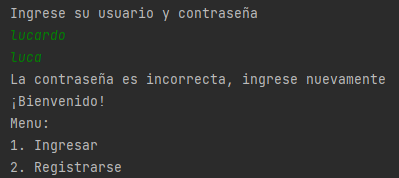 Ingrese su usuario y contraseña
lucardo
luca
La contraseña es incorrecta, ingrese nuevamente
¡Bienvenido!
Menu:
1. Ingresar
2. Registrarse